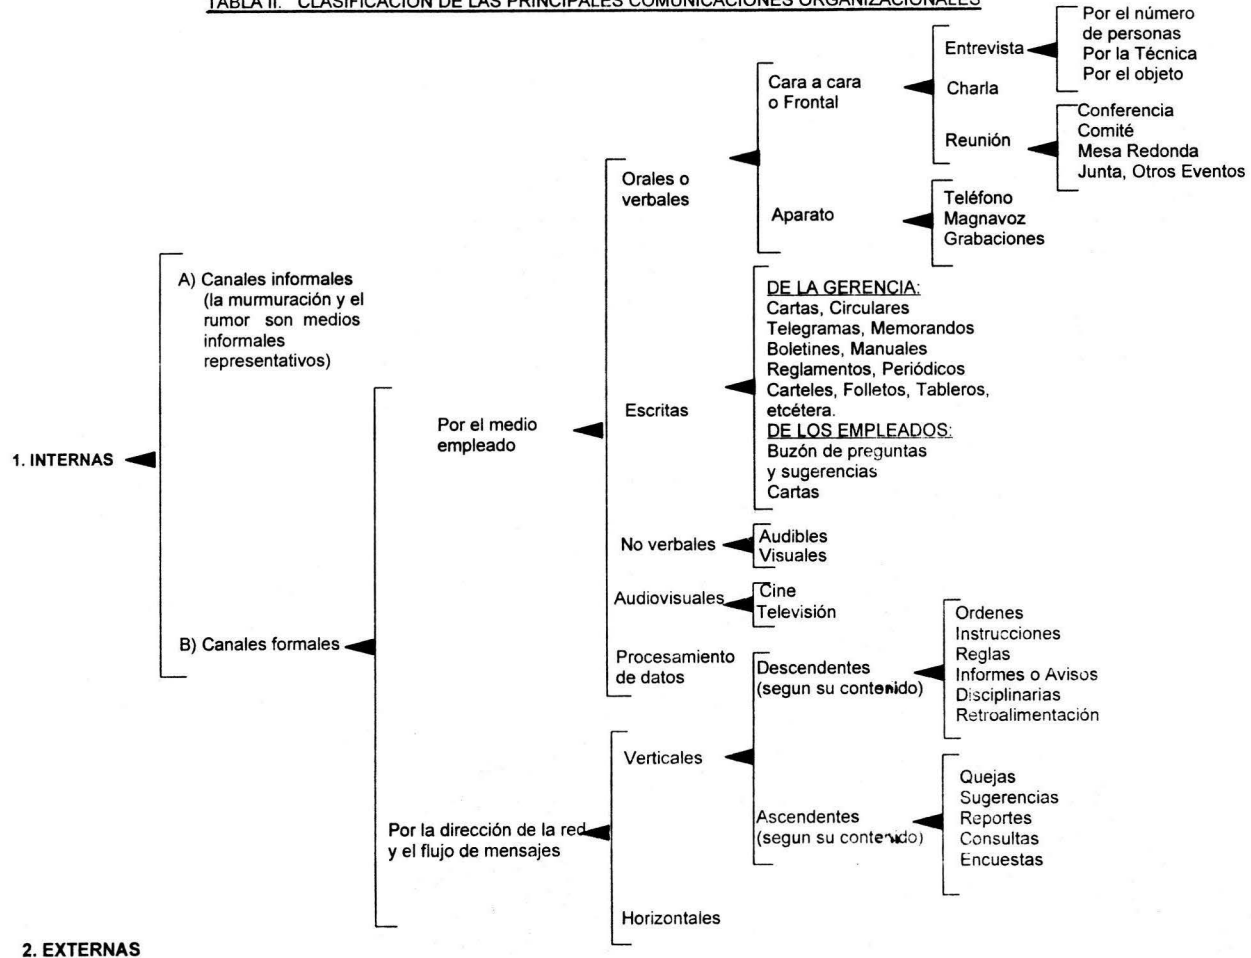 TABLA II. CLASIFICACION DE LAS PRINCIPALES COMUNICACIONES ORGANIZACIONALES
1. INTERNAS
A) Canales informales
(la murmuración y el
rumor son medios
informales
representativos)
B) Canales formales
Por el medio
empleado
Orales o
verbales
Cara a cara
o Frontal
Entrevista
Por el número
de personas
Por la Técnica
Por el objeto
Charla
Reunión
Conferencia
Comité
Mesa Redonda
Junta, Otros Eventos
Aparato
Teléfono
Magnavoz
Grabaciones
Escritas
DE LA GERENCIA:
Cartas, Circulares
Telegramas, Memorandos
Boletines, Manuales
Reglamentos, Periódicos
Carteles, Folletos, Tableros,
etcétera.
DE LOS EMPLEADOS:
Buzón de preguntas
y sugerencias
Cartas
No verbales
Audibles
Visuales
Audiovisuales
Cine
Televisión
Procesamiento
de datos
Por la dirección de la red
y el flujo de mensajes
Verticales
Descendentes
(segun su contenido)
Ordenes
Instrucciones
Reglas
Informes o Avisos
Disciplinarias
Retroalimentación
Ascendentes
(segun su contenido)
Quejas
Sugerencias
Reportes
Consultas
Encuestas
Horizontales
2. EXTERNAS